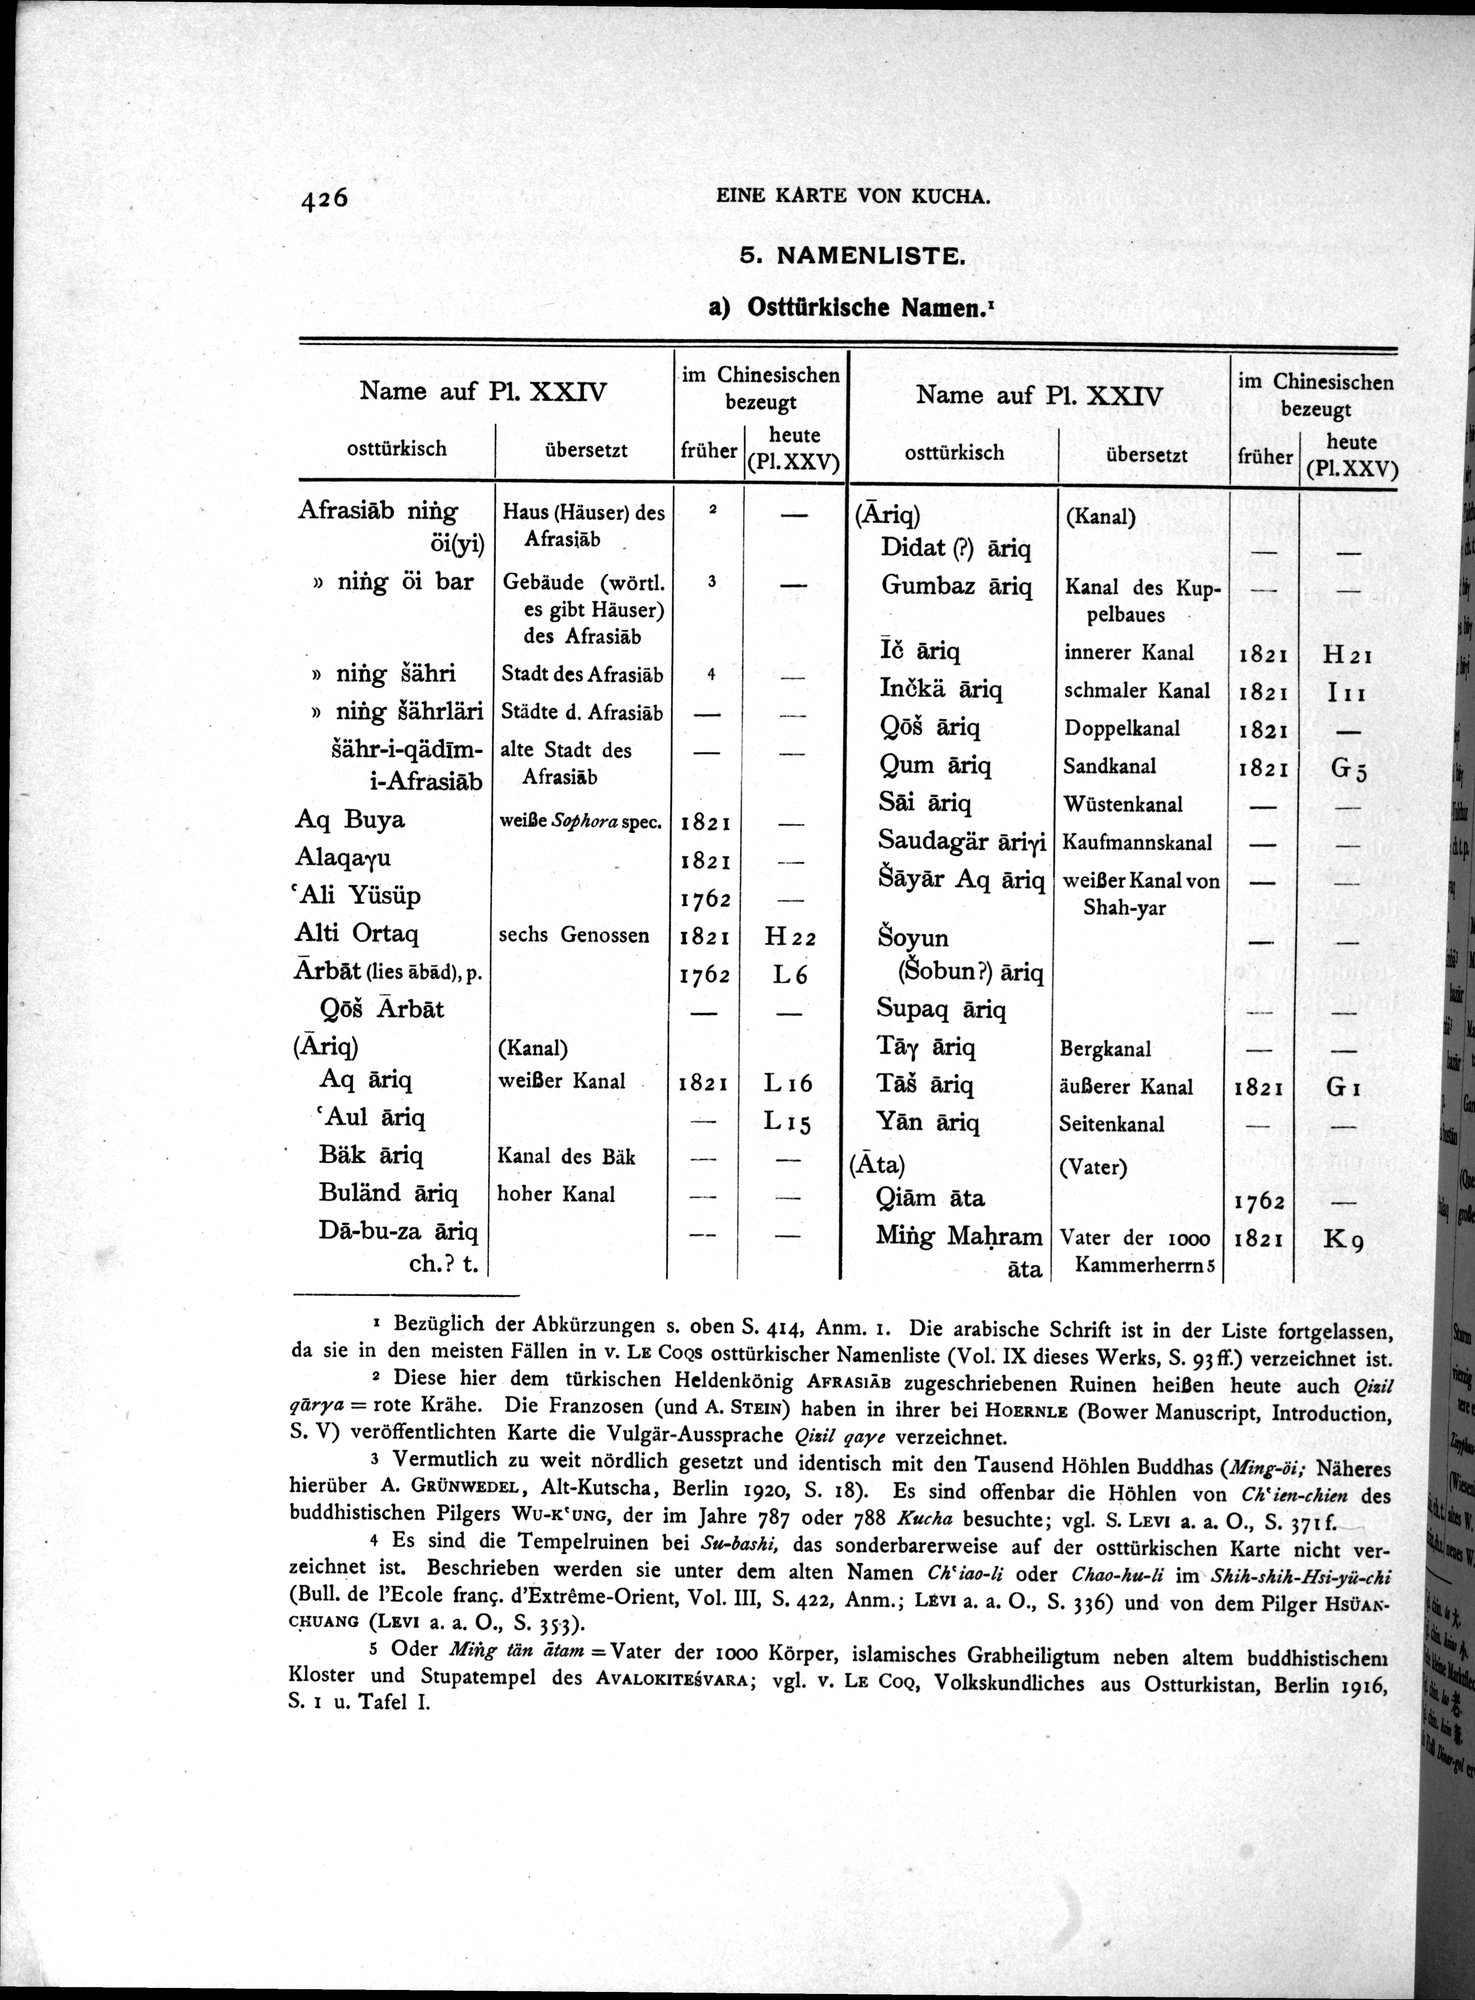 426
EINE KARTE VON KUCHA.
5. NAMENLISTE.
a) Osttürkische Namen.¹
Name auf Pl. XXIV
im Chinesischen
bezeugt
osttürkisch
übersetzt
früher
heute
(Pl. XXV)
Afrasiāb niṅg Haus (Häuser) des ² —
öi(yi) Afrasiāb
» niṅg öi bar Gebäude (wörtl. ³ —
es gibt Häuser)
des Afrasiāb
» niṅg šähri Stadt des Afrasiāb ⁴ —
» niṅg šährläri Städte d. Afrasiāb — —
šähr-i-qädīm- alte Stadt des — —
i-Afrasiāb Afrasiāb
Aq Buya weiße Sophora spec. 1821 —
Alaqaγu 1821 —
ʿAli Yüsüp 1762 —
Alti Ortaq sechs Genossen 1821 H 22
Ārbāt (lies ābād), p. 1762 L 6
Qōš Ārbāt — —
(Āriq) (Kanal)
Aq āriq weißer Kanal 1821 L 16
ʿAul āriq — L 15
Bäk āriq Kanal des Bäk — —
Buländ āriq hoher Kanal — —
Dā-bu-za āriq — —
ch.? t.
Name auf Pl. XXIV
im Chinesischen
bezeugt
osttürkisch
übersetzt
früher
heute
(Pl. XXV)
(Āriq) (Kanal)
Didat (?) āriq — —
Gumbaz āriq Kanal des Kup- — —
pelbaues
Īč āriq innerer Kanal 1821 H 21
Inčkä āriq schmaler Kanal 1821 I 11
Qōš āriq Doppelkanal 1821 —
Qum āriq Sandkanal 1821 G 5
Sāi āriq Wüstenkanal — —
Saudagär āriγi Kaufmannskanal — —
Šāyār Aq āriq weißer Kanal von — —
Shah-yar
Šoyun — —
(Šobun?) āriq
Supaq āriq — —
Tāγ āriq Bergkanal — —
Tāš āriq äußerer Kanal 1821 G 1
Yān āriq Seitenkanal — —
(Āta) (Vater)
Qiām āta 1762 —
Miṅg Maḥram Vater der 1000 1821 K 9
āta Kammerherrn 5
1 Bezüglich der Abkürzungen s. oben S. 414, Anm. 1. Die arabische Schrift ist in der Liste fortgelassen,
da sie in den meisten Fällen in v. LE COQS osttürkischer Namenliste (Vol. IX dieses Werks, S. 93 ff.) verzeichnet ist.
2 Diese hier dem türkischen Heldenkönig AFRASIĀB zugeschriebenen Ruinen heißen heute auch Qizil
qārya = rote Krähe. Die Franzosen (und A. STEIN) haben in ihrer bei HOERNLE (Bower Manuscript, Introduction,
S. V) veröffentlichten Karte die Vulgär-Aussprache Qizil qaye verzeichnet.
3 Vermutlich zu weit nördlich gesetzt und identisch mit den Tausend Höhlen Buddhas (Ming-öi; Näheres
hierüber A. GRÜNWEDEL, Alt-Kutscha, Berlin 1920, S. 18). Es sind offenbar die Höhlen von Chʿien-chien des
buddhistischen Pilgers WU-KʿUNG, der im Jahre 787 oder 788 Kucha besuchte; vgl. S. LEVI a. a. O., S. 371 f.
4 Es sind die Tempelruinen bei Su-bashi, das sonderbarerweise auf der osttürkischen Karte nicht ver-
zeichnet ist. Beschrieben werden sie unter dem alten Namen Chʿiao-li oder Chao-hu-li im Shih-shih-Hsi-yü-chi
(Bull. de l'Ecole franç. d'Extrême-Orient, Vol. III, S. 422, Anm.; LÉVI a. a. O., S. 336) und von dem Pilger HSÜAN-
CHUANG (LEVI a. a. O., S. 353).
5 Oder Miṅg tän ātam = Vater der 1000 Körper, islamisches Grabheiligtum neben altem buddhistischem
Kloster und Stupatempel des AVALOKITEŚVARA; vgl. v. LE COQ, Volkskundliches aus Ostturkistan, Berlin 1916,
S. 1 u. Tafel I.